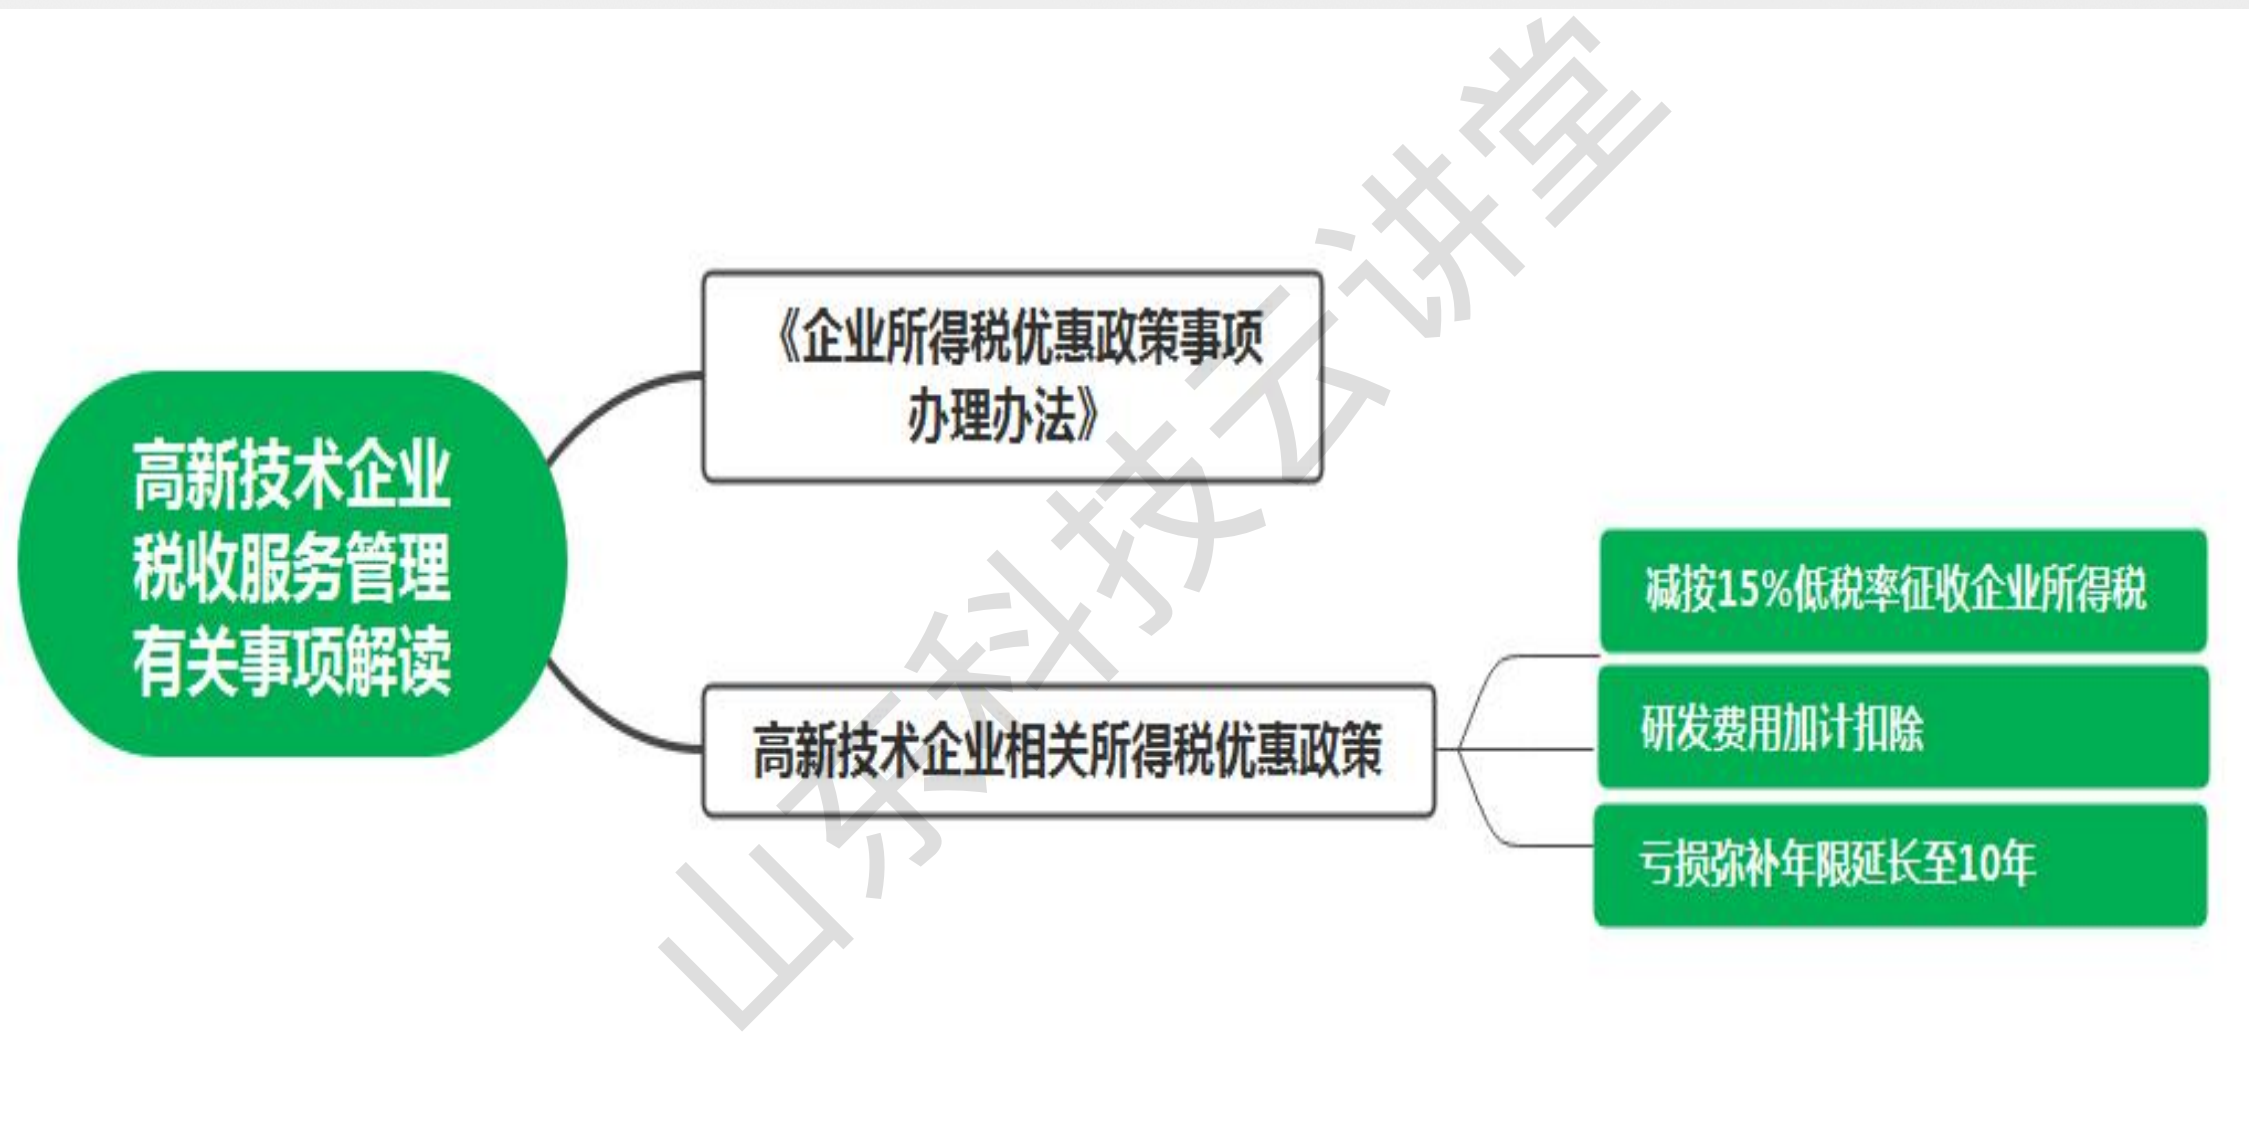 高新技术企业
税收服务管理
有关事项解读
《企业所得税优惠政策事项
办理办法》
高新技术企业相关所得税优惠政策
减按15%低税率征收企业所得税
研发费用加计扣除
亏损弥补年限延长至10年
山东科技云讲堂